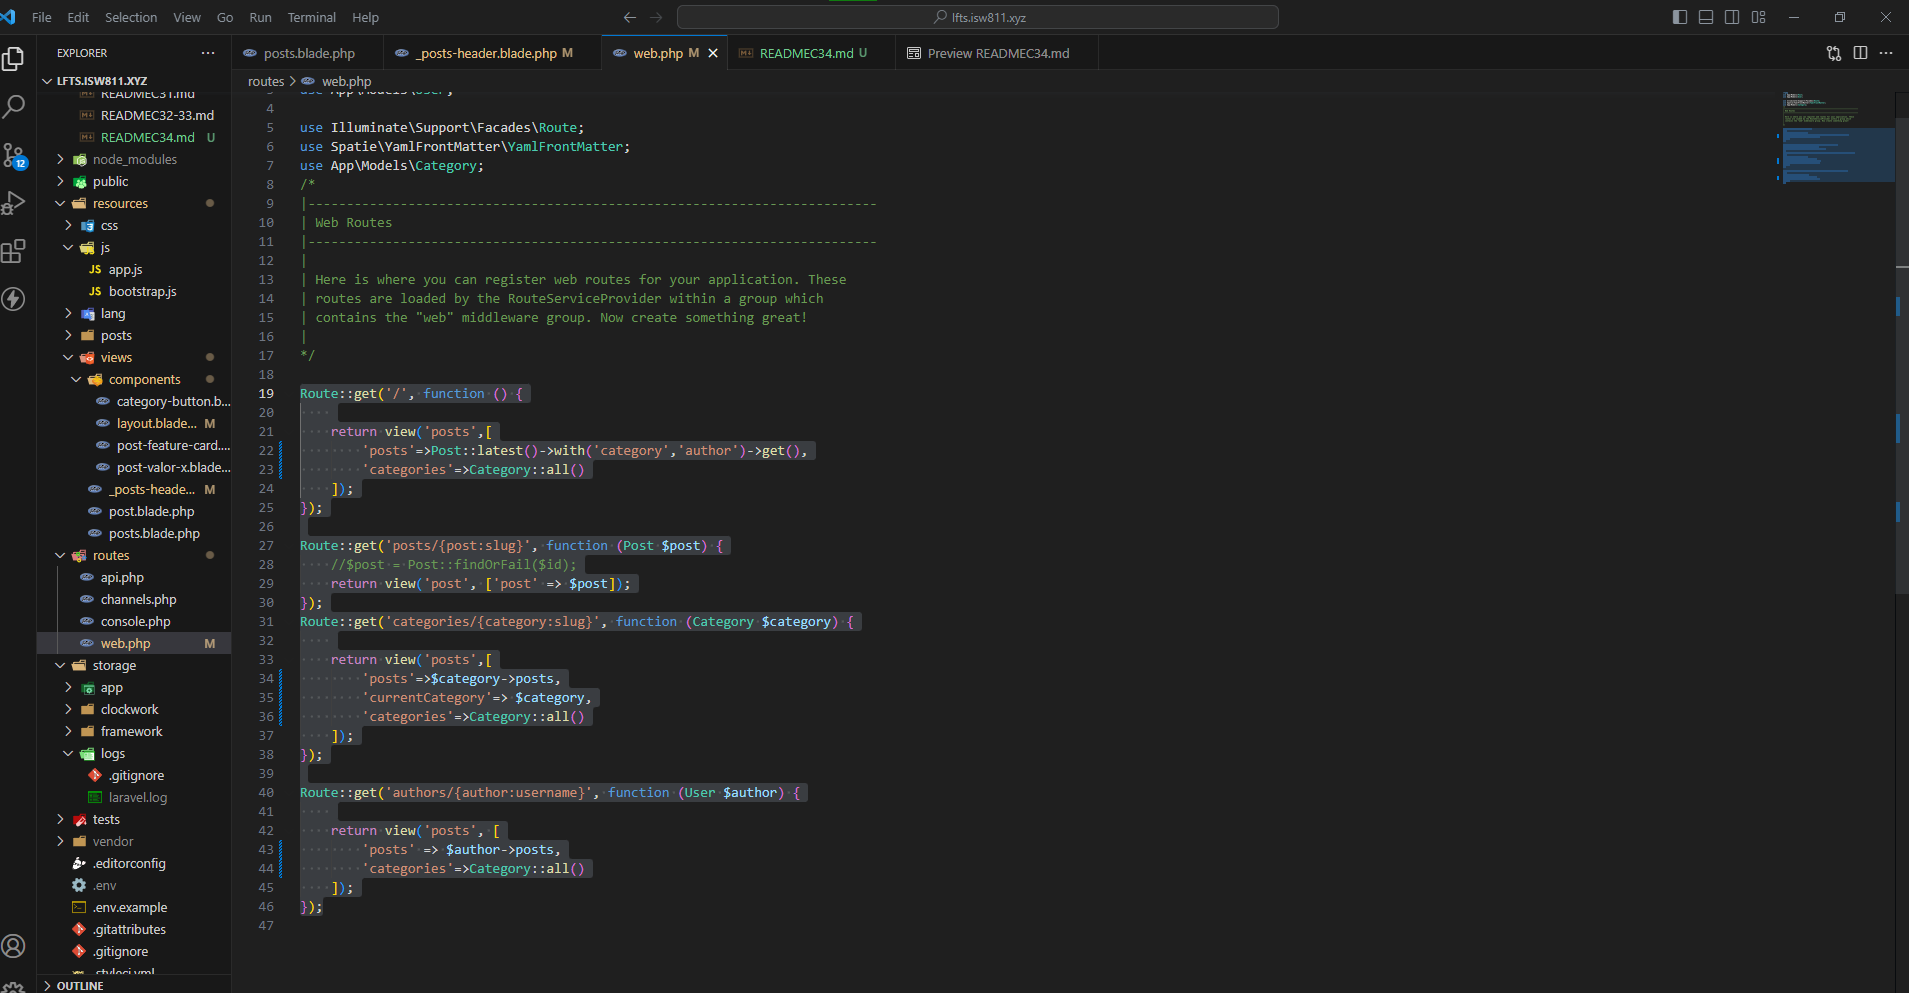 File Edit Selection View Go Run Terminal Help
lfts.isw811.xyz
EXPLORER
posts.blade.php
_posts-header.blade.php M
web.php M
READMEC34.md U
Preview READMEC34.md
routes > web.php
LFTS.ISW811.XYZ
READMEC31.md
READMEC32-33.md
READMEC34.md U
node_modules
public
resources
css
js
JS app.js
JS bootstrap.js
lang
posts
views
components
category-button.b...
layout.blade... M
post-feature-card....
post-valor-x.blade...
_posts-heade... M
post.blade.php
posts.blade.php
routes
api.php
channels.php
console.php
web.php M
storage
app
clockwork
framework
logs
.gitignore
laravel.log
tests
vendor
.editorconfig
.env
.env.example
.gitattributes
.gitignore
.styleci.yml
OUTLINE
12
3 use App\Models\User;
4
5 use Illuminate\Support\Facades\Route;
6 use Spatie\YamlFrontMatter\YamlFrontMatter;
7 use App\Models\Category;
8 /*
9 |--------------------------------------------------------------------------
10 | Web Routes
11 |--------------------------------------------------------------------------
12 |
13 | Here is where you can register web routes for your application. These
14 | routes are loaded by the RouteServiceProvider within a group which
15 | contains the "web" middleware group. Now create something great!
16 |
17 */
18
19 Route::get('/', function () {
20
21 return view('posts',[
22 'posts'=>Post::latest()->with('category','author')->get(),
23 'categories'=>Category::all()
24 ]);
25 });
26
27 Route::get('posts/{post:slug}', function (Post $post) {
28 //$post = Post::findOrFail($id);
29 return view('post', ['post' => $post]);
30 });
31 Route::get('categories/{category:slug}', function (Category $category) {
32
33 return view('posts',[
34 'posts'=>$category->posts,
35 'currentCategory'=> $category,
36 'categories'=>Category::all()
37 ]);
38 });
39
40 Route::get('authors/{author:username}', function (User $author) {
41
42 return view('posts', [
43 'posts' => $author->posts,
44 'categories'=>Category::all()
45 ]);
46 });
47